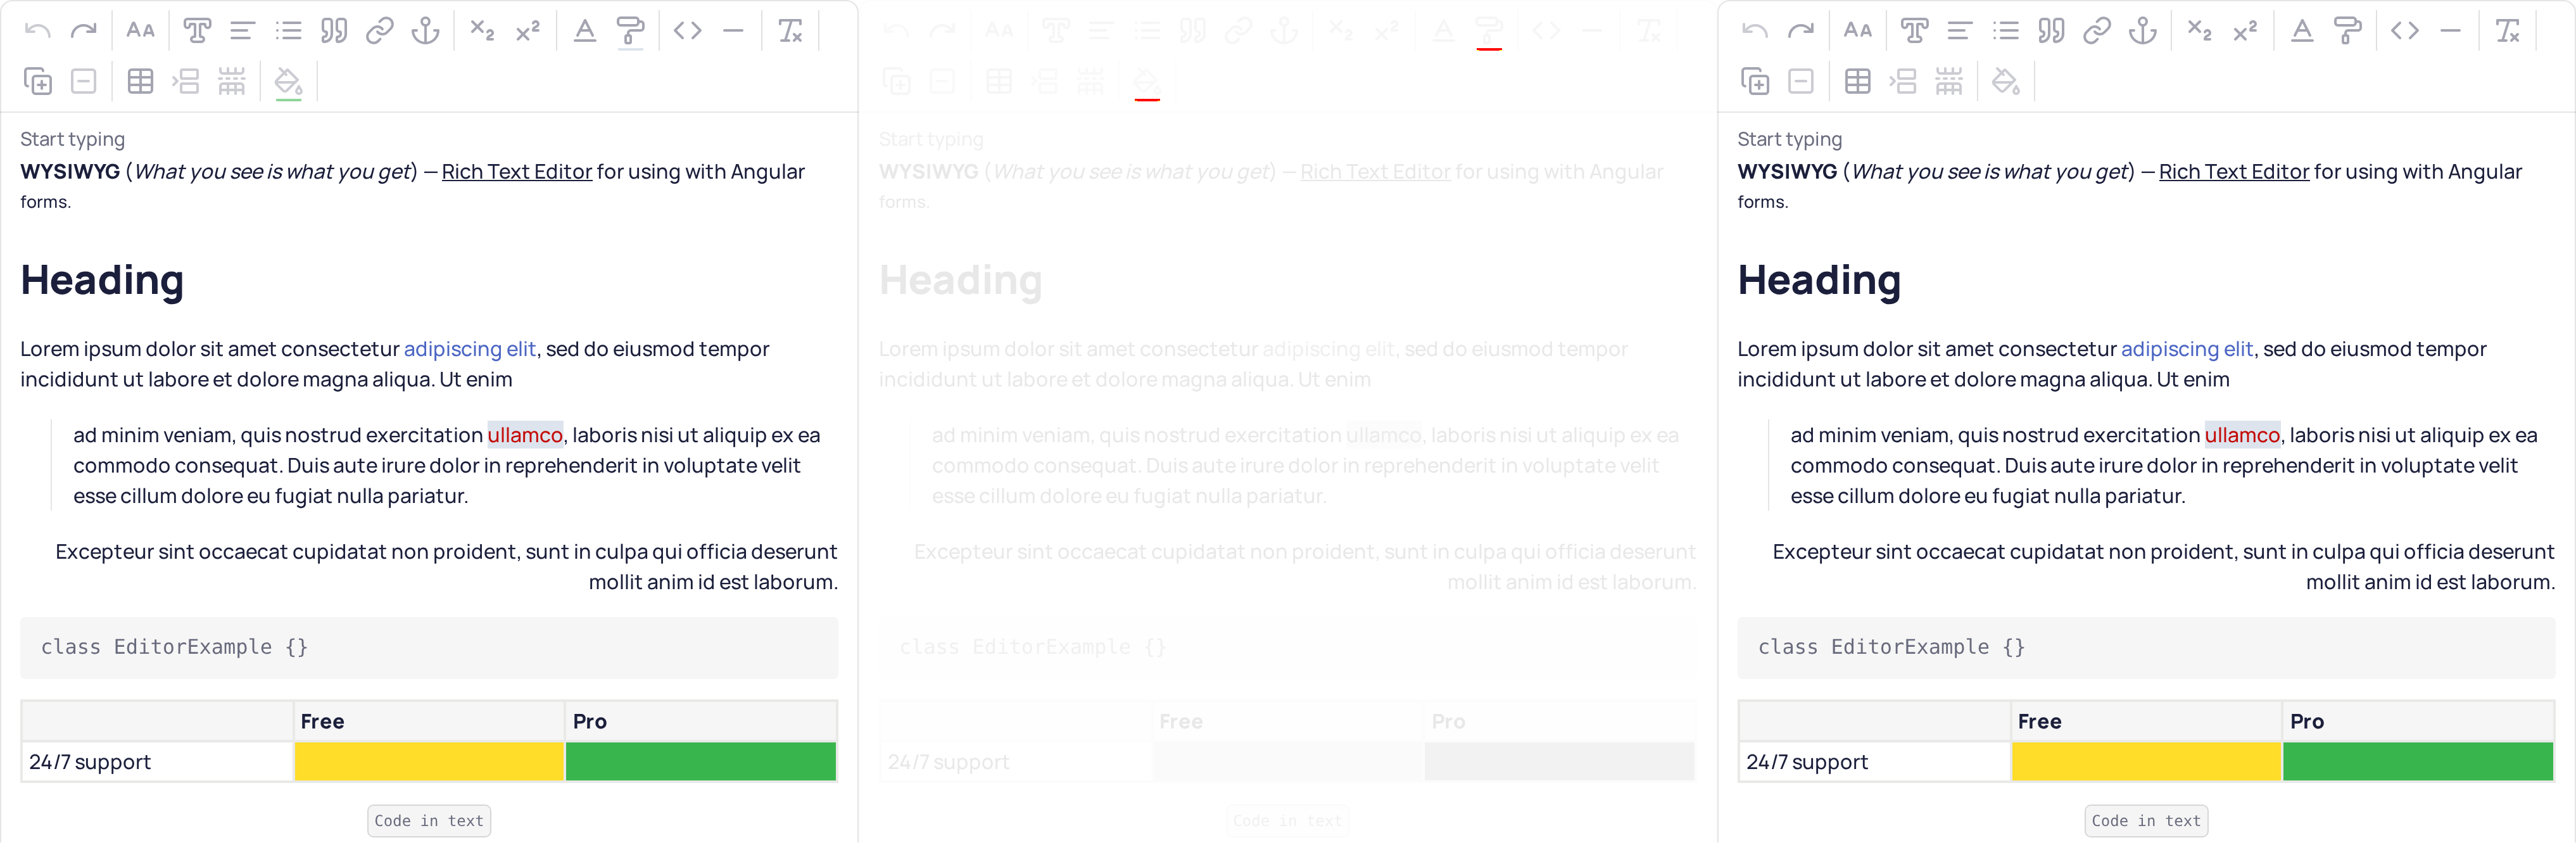 Start typing
WYSIWYG (What you see is what you get) — Rich Text Editor for using with Angular
forms.
Heading
Lorem ipsum dolor sit amet consectetur adipiscing elit, sed do eiusmod tempor
incididunt ut labore et dolore magna aliqua. Ut enim
ad minim veniam, quis nostrud exercitation ullamco, laboris nisi ut aliquip ex ea
commodo consequat. Duis aute irure dolor in reprehenderit in voluptate velit
esse cillum dolore eu fugiat nulla pariatur.
Excepteur sint occaecat cupidatat non proident, sunt in culpa qui officia deserunt
mollit anim id est laborum.
class EditorExample {}
Free Pro
24/7 support
Code in text
Start typing
WYSIWYG (What you see is what you get) — Rich Text Editor for using with Angular
forms.
Heading
Lorem ipsum dolor sit amet consectetur adipiscing elit, sed do eiusmod tempor
incididunt ut labore et dolore magna aliqua. Ut enim
ad minim veniam, quis nostrud exercitation ullamco, laboris nisi ut aliquip ex ea
commodo consequat. Duis aute irure dolor in reprehenderit in voluptate velit
esse cillum dolore eu fugiat nulla pariatur.
Excepteur sint occaecat cupidatat non proident, sunt in culpa qui officia deserunt
mollit anim id est laborum.
class EditorExample {}
Free Pro
24/7 support
Code in text
Start typing
WYSIWYG (What you see is what you get) — Rich Text Editor for using with Angular
forms.
Heading
Lorem ipsum dolor sit amet consectetur adipiscing elit, sed do eiusmod tempor
incididunt ut labore et dolore magna aliqua. Ut enim
ad minim veniam, quis nostrud exercitation ullamco, laboris nisi ut aliquip ex ea
commodo consequat. Duis aute irure dolor in reprehenderit in voluptate velit
esse cillum dolore eu fugiat nulla pariatur.
Excepteur sint occaecat cupidatat non proident, sunt in culpa qui officia deserunt
mollit anim id est laborum.
class EditorExample {}
Free Pro
24/7 support
Code in text